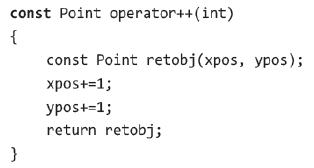 const Point operator++(int)
{
    const Point retobj(xpos, ypos);
    xpos+=1;
    ypos+=1;
    return retobj;
}